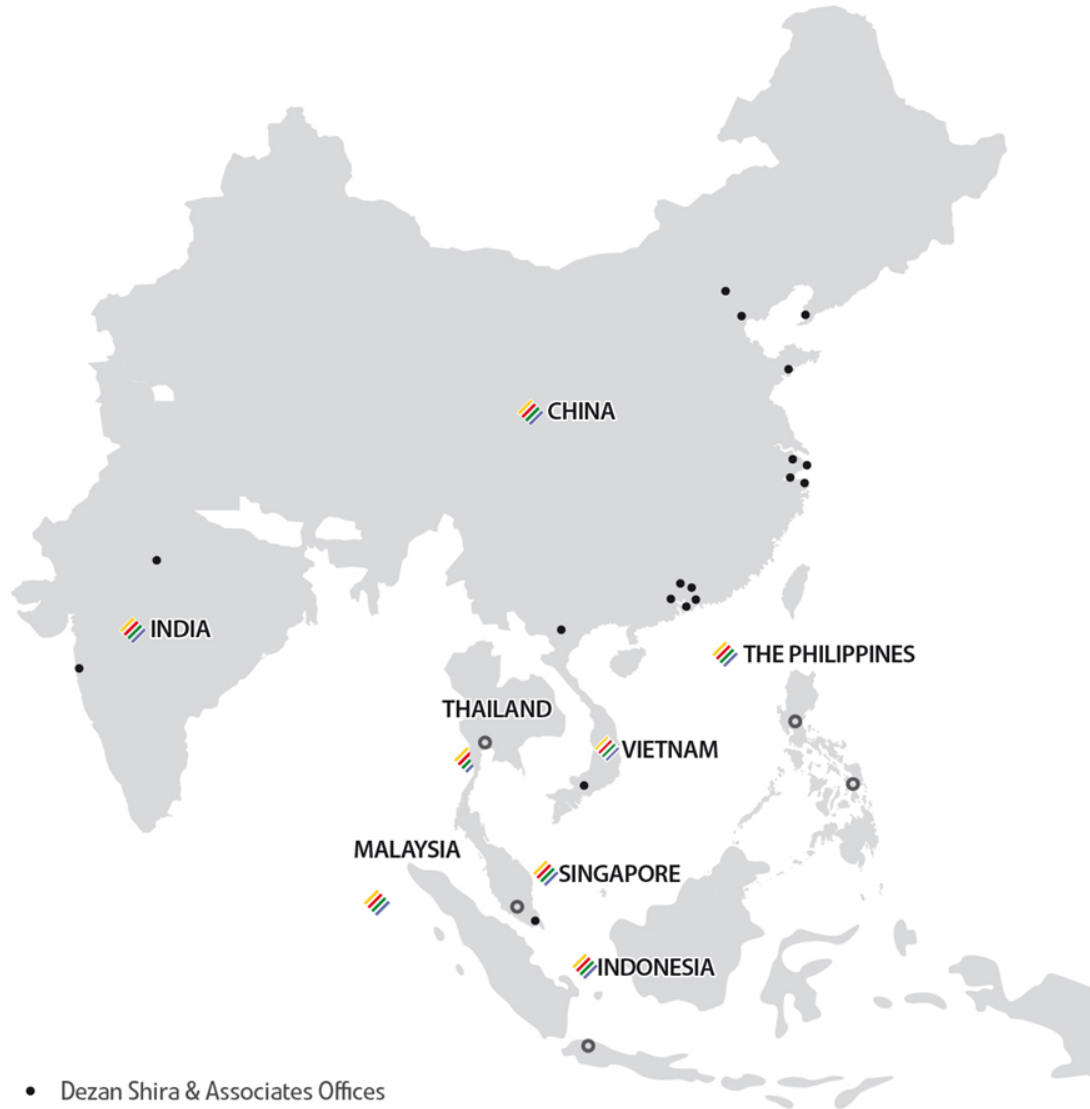 CHINA
INDIA
THE PHILIPPINES
THAILAND
VIETNAM
MALAYSIA
SINGAPORE
INDONESIA
Dezan Shira & Associates Offices